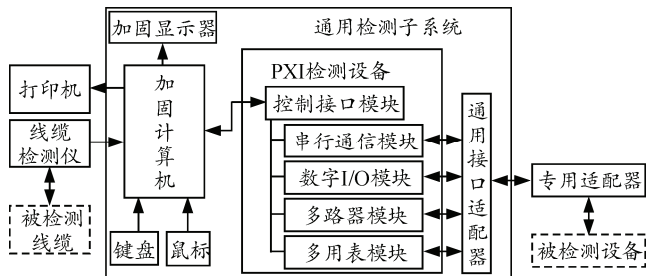 加固显示器
通用检测子系统
打印机
加固计算机
PXI检测设备
控制接口模块
线缆
检测仪
串行通信模块
通用接口适配器
数字I/O模块
专用适配器
被检测
线缆
多路器模块
键盘
鼠标
多用表模块
被检测设备